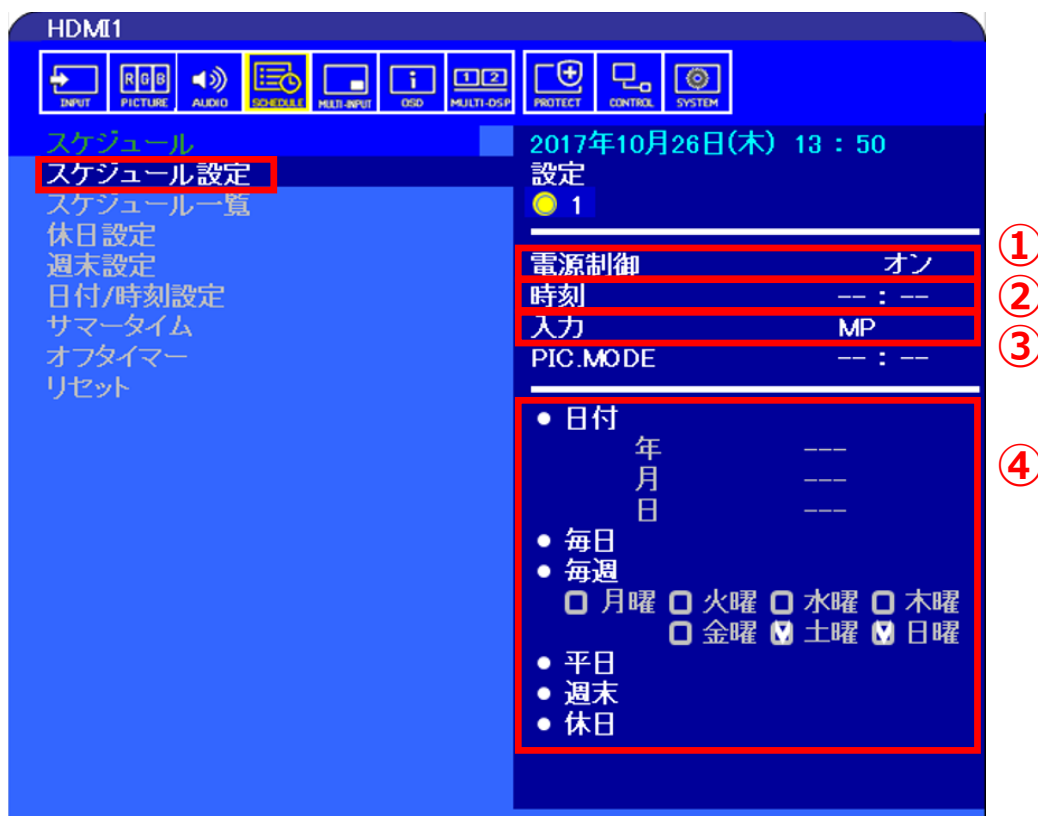 HDMI1
INPUT PICTURE AUDIO SCHEDULE MULTI-INPUT OSD MULTI-DSP PROTECT CONTROL SYSTEM
スケジュール
スケジュール設定
スケジュール一覧
休日設定
週末設定
日付/時刻設定
サマータイム
オフタイマー
リセット
2017年10月26日(木) 13 : 50
設定
1
電源制御 オン ①
時刻 -- : -- ②
入力 MP ③
PIC.MODE -- : --
● 日付 ④
年 ---
月 ---
日 ---
● 毎日
● 毎週
月曜 火曜 水曜 木曜
金曜 土曜 日曜
● 平日
● 週末
● 休日